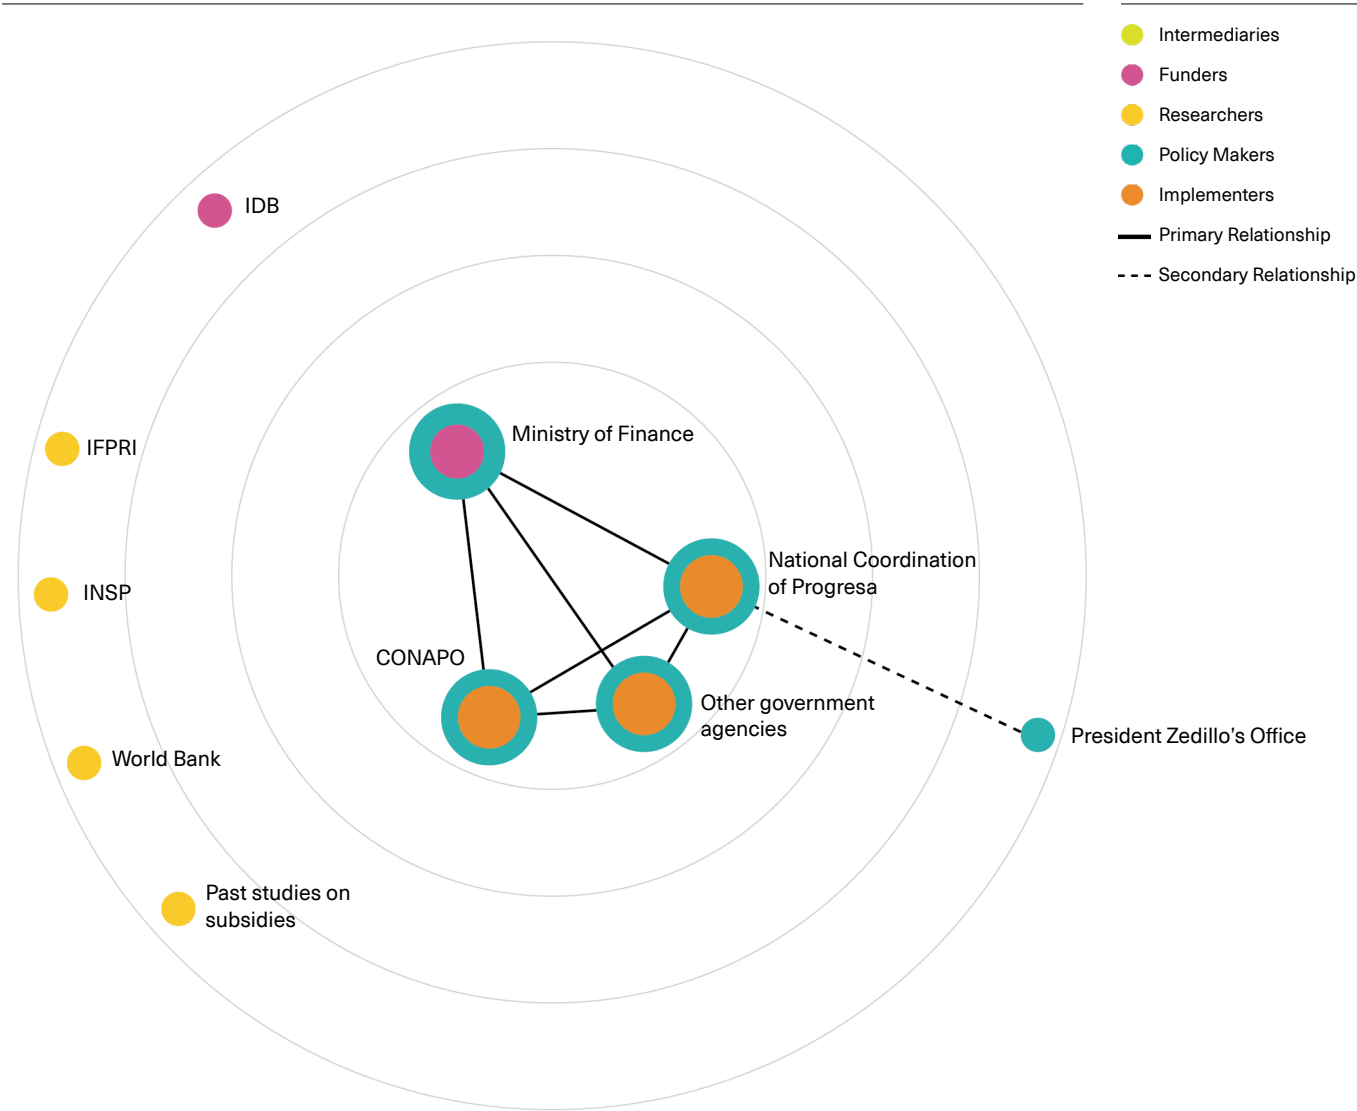 Intermediaries
Funders
Researchers
Policy Makers
Implementers
Primary Relationship
Secondary Relationship
IDB
Ministry of Finance
IFPRI
National Coordination
of Progresa
INSP
CONAPO
Other government
agencies
President Zedillo’s Office
World Bank
Past studies on
subsidies